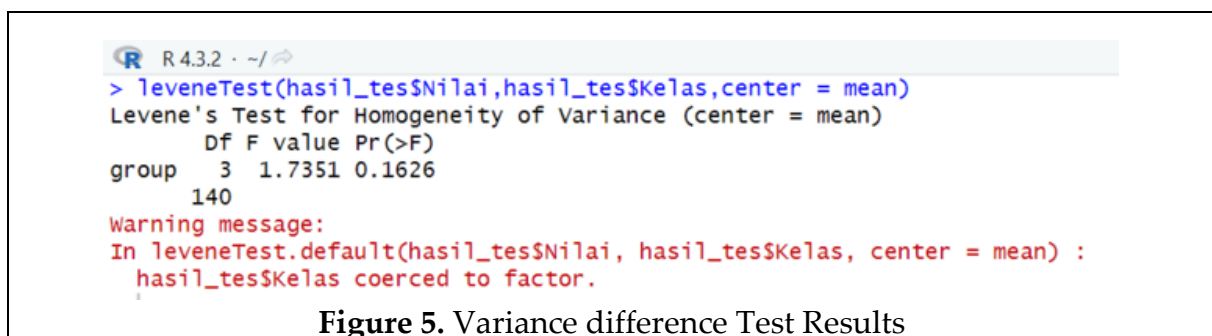 R R 4.3.2 · ~/
> leveneTest(hasil_tes$Nilai,hasil_tes$Kelas,center = mean)
Levene's Test for Homogeneity of Variance (center = mean)
Df F value Pr(>F)
group 3 1.7351 0.1626
140
Warning message:
In leveneTest.default(hasil_tes$Nilai, hasil_tes$Kelas, center = mean) :
hasil_tes$Kelas coerced to factor.
Figure 5. Variance difference Test Results